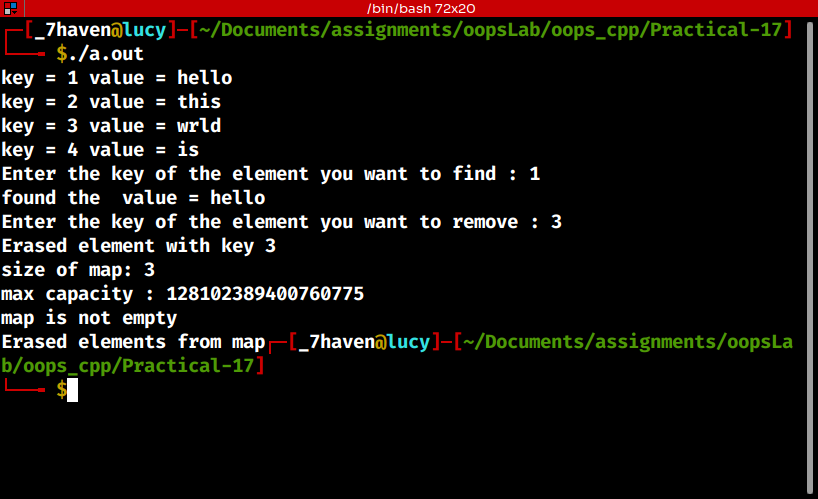 /bin/bash 72x20
┌─[_7haven@lucy]─[~/Documents/assignments/oopsLab/oops_cpp/Practical-17]
└──╼ $./a.out
key = 1 value = hello
key = 2 value = this
key = 3 value = wrld
key = 4 value = is
Enter the key of the element you want to find : 1
found the  value = hello
Enter the key of the element you want to remove : 3
Erased element with key 3
size of map: 3
max capacity : 128102389400760775
map is not empty
Erased elements from map┌─[_7haven@lucy]─[~/Documents/assignments/oopsLa
b/oops_cpp/Practical-17]
└──╼ $